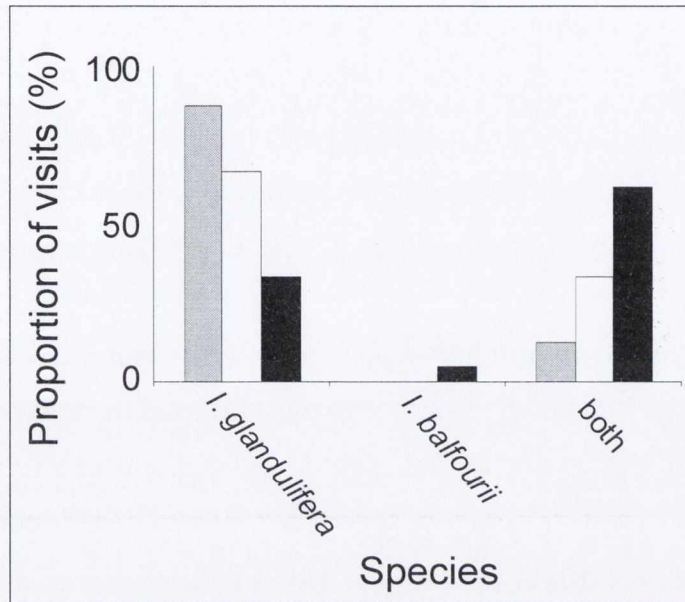 Proportion of visits (%)
100
50
0
I. glandulifera
I. balfourii
both
Species